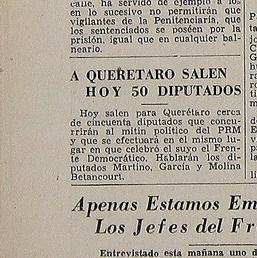 calle, ha servido de ejemplo a los
en lo sucesivo no permitirán que
vigilantes de la Penitenciaría, que
los sentenciados se poseén por la
prisión, igual que en cualquier bal-
neario.
A QUERETARO SALEN
HOY 50 DIPUTADOS
Hoy salen para Querétaro cerca
de cincuenta diputados que concu-
rrirán al mitin político del PRM
y que se efectuará en el mismo lu-
gar en que celebró el suyo el Fren-
te Democrático. Hablarán los di-
putados Martino, García y Molina
Betancourt.
Apenas Estamos Em
Los Jefes del Fr
Entrevistado esta mañana uno d